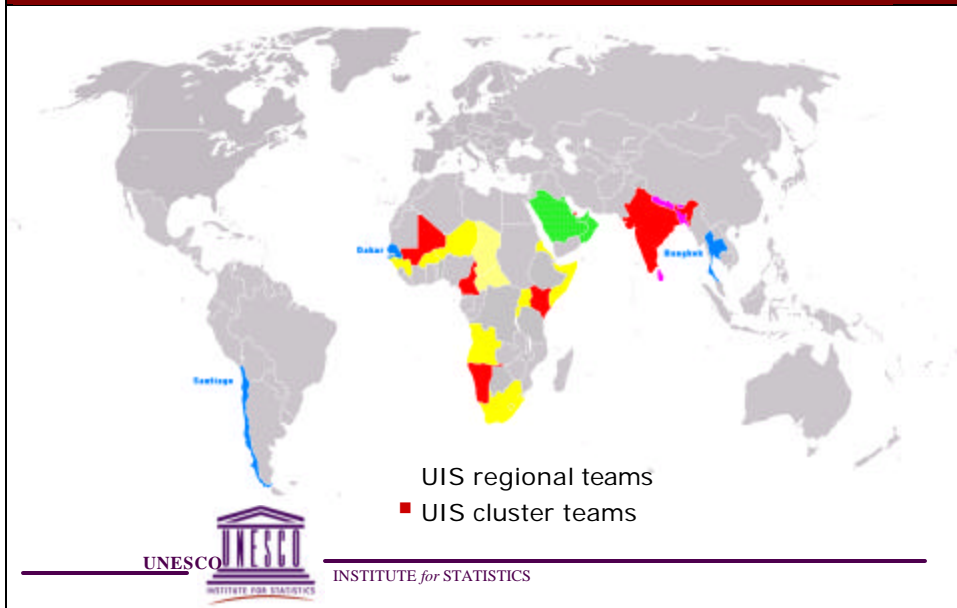 Dakar
Bangkok
Santiago
UIS regional teams
UIS cluster teams
UNESCO
UNESCO
INSTITUTE FOR STATISTICS
INSTITUTE for STATISTICS